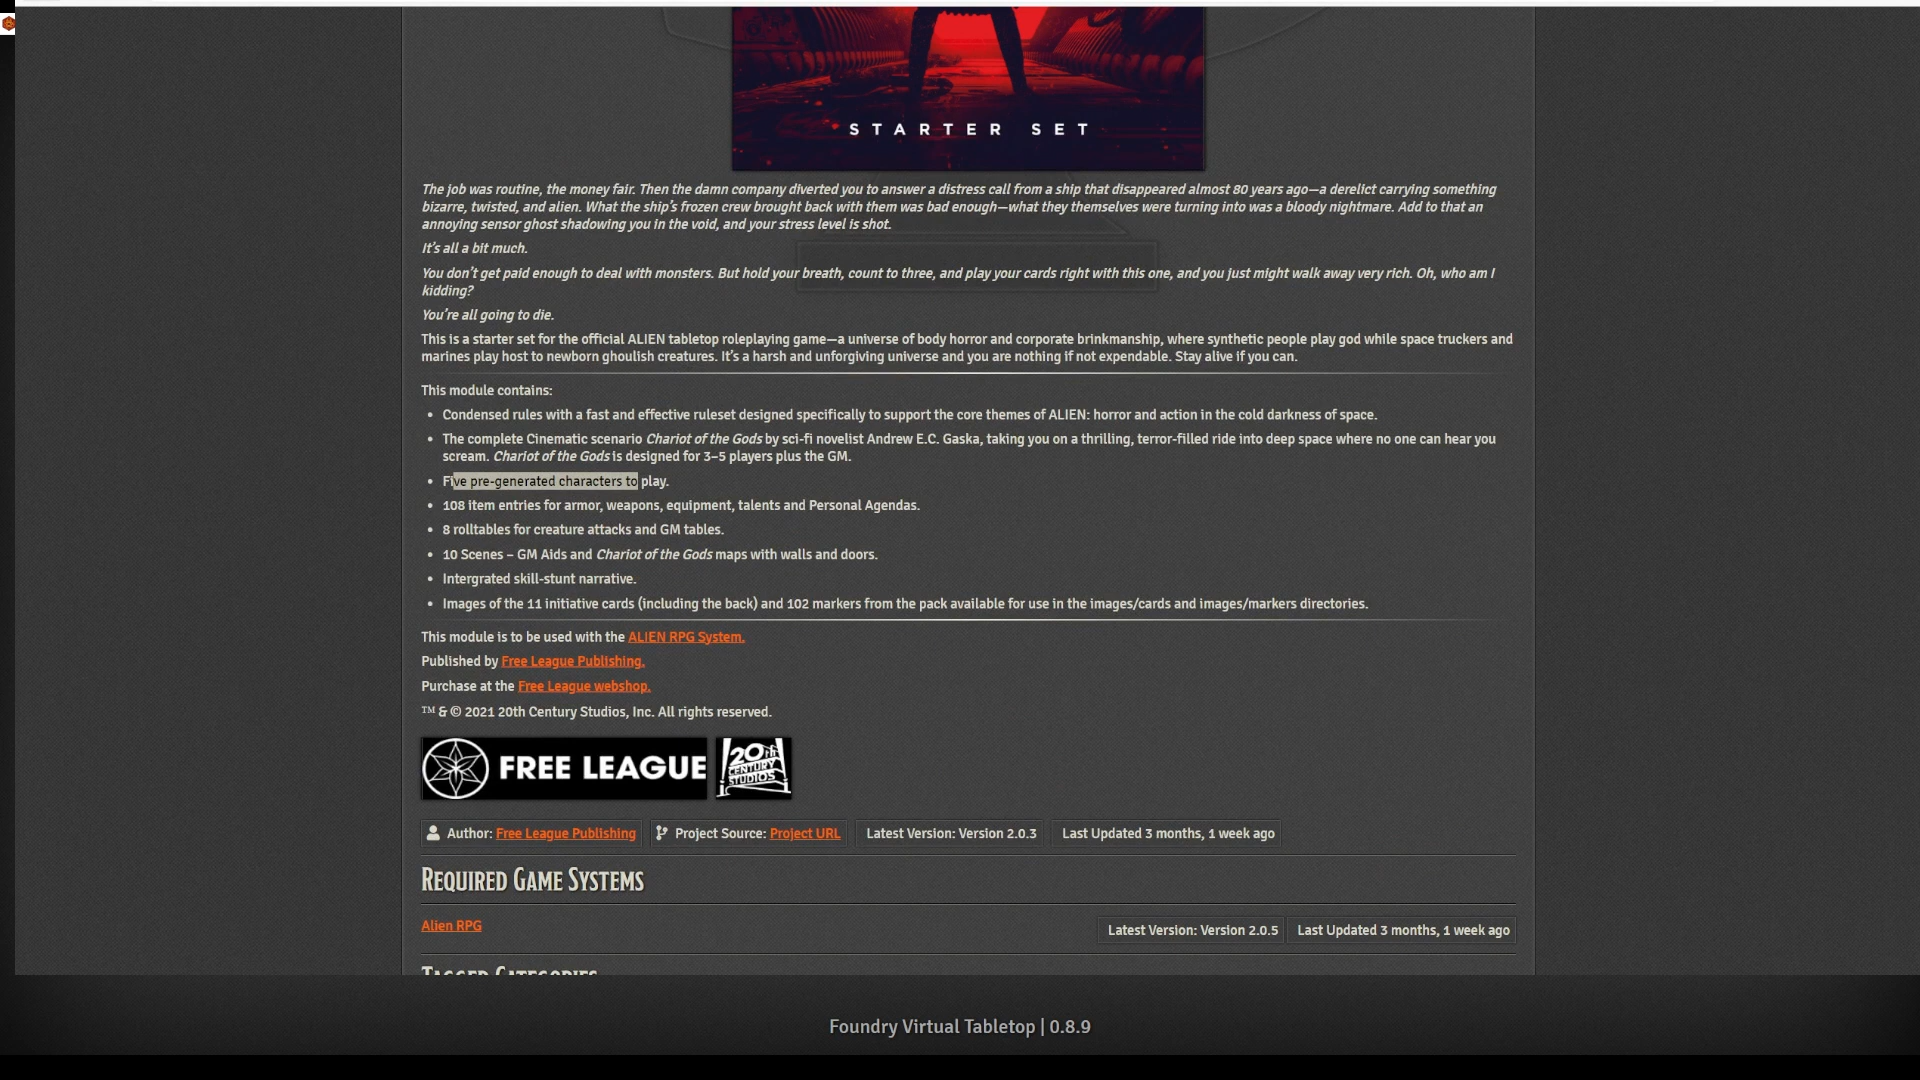 STARTER SET
The job was routine, the money fair. Then the damn company diverted you to answer a distress call from a ship that disappeared almost 80 years ago—a derelict carrying something
bizarre, twisted, and alien. What the ship's frozen crew brought back with them was bad enough—what they themselves were turning into was a bloody nightmare. Add to that an
annoying sensor ghost shadowing you in the void, and your stress level is shot.
It's all a bit much.
You don't get paid enough to deal with monsters. But hold your breath, count to three, and play your cards right with this one, and you just might walk away very rich. Oh, who am I
kidding?
You're all going to die.
This is a starter set for the official ALIEN tabletop roleplaying game—a universe of body horror and corporate brinkmanship, where synthetic people play god while space truckers and
marines play host to newborn ghoulish creatures. It's a harsh and unforgiving universe and you are nothing if not expendable. Stay alive if you can.
This module contains:
• Condensed rules with a fast and effective ruleset designed specifically to support the core themes of ALIEN: horror and action in the cold darkness of space.
• The complete Cinematic scenario Chariot of the Gods by sci-fi novelist Andrew E.C. Gaska, taking you on a thrilling, terror-filled ride into deep space where no one can hear you
scream. Chariot of the Gods is designed for 3–5 players plus the GM.
• Five pre-generated characters to play.
• 108 item entries for armor, weapons, equipment, talents and Personal Agendas.
• 8 rolltables for creature attacks and GM tables.
• 10 Scenes – GM Aids and Chariot of the Gods maps with walls and doors.
• Intergrated skill-stunt narrative.
• Images of the 11 initiative cards (including the back) and 102 markers from the pack available for use in the images/cards and images/markers directories.
This module is to be used with the ALIEN RPG System.
Published by Free League Publishing.
Purchase at the Free League webshop.
™ & © 2021 20th Century Studios, Inc. All rights reserved.
FREE LEAGUE 20th CENTURY STUDIOS
Author: Free League Publishing Project Source: Project URL Latest Version: Version 2.0.3 Last Updated 3 months, 1 week ago
REQUIRED GAME SYSTEMS
Alien RPG Latest Version: Version 2.0.5 Last Updated 3 months, 1 week ago
TAGGED CATEGORIES
Foundry Virtual Tabletop | 0.8.9